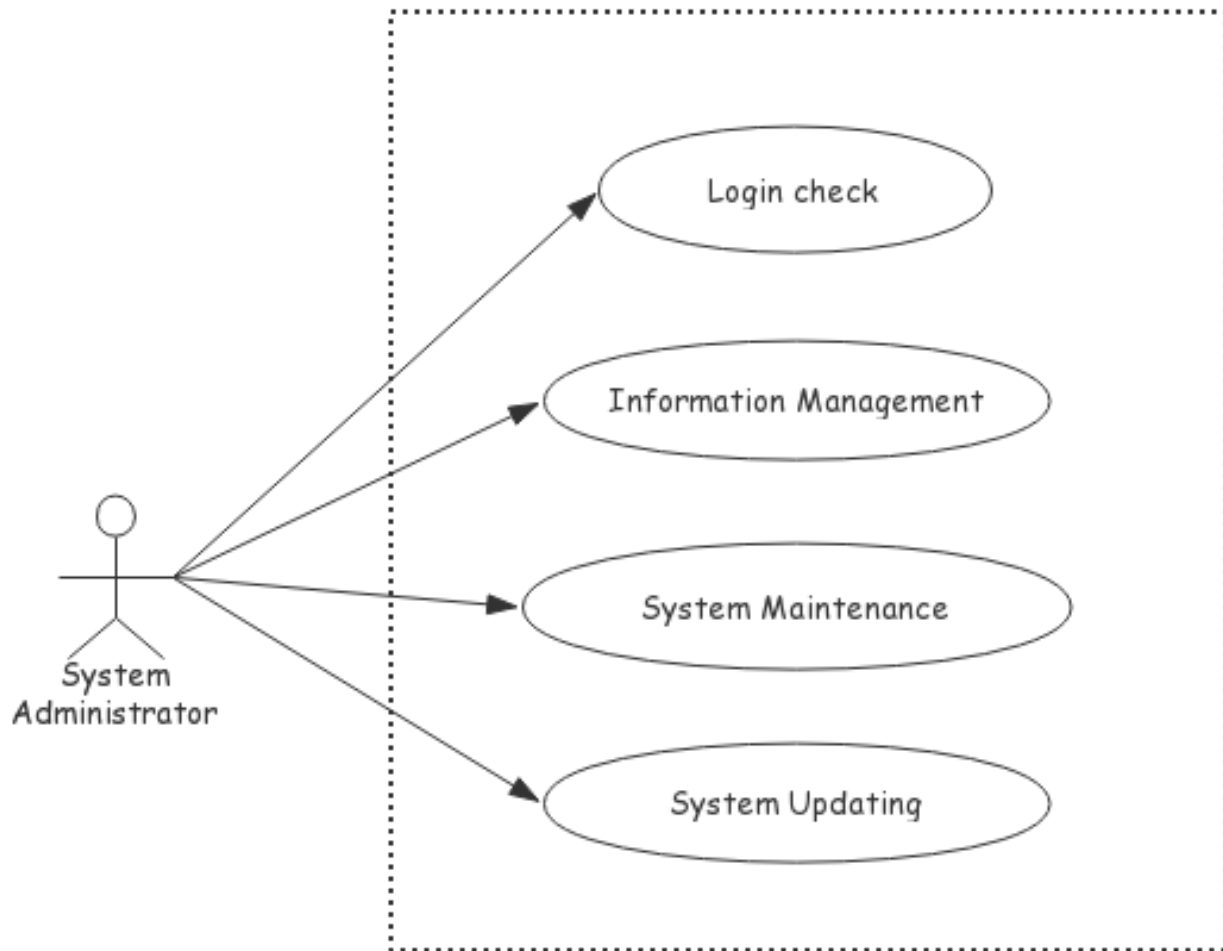 Login check
Information Management
System Maintenance
System Updating
System
Administrator